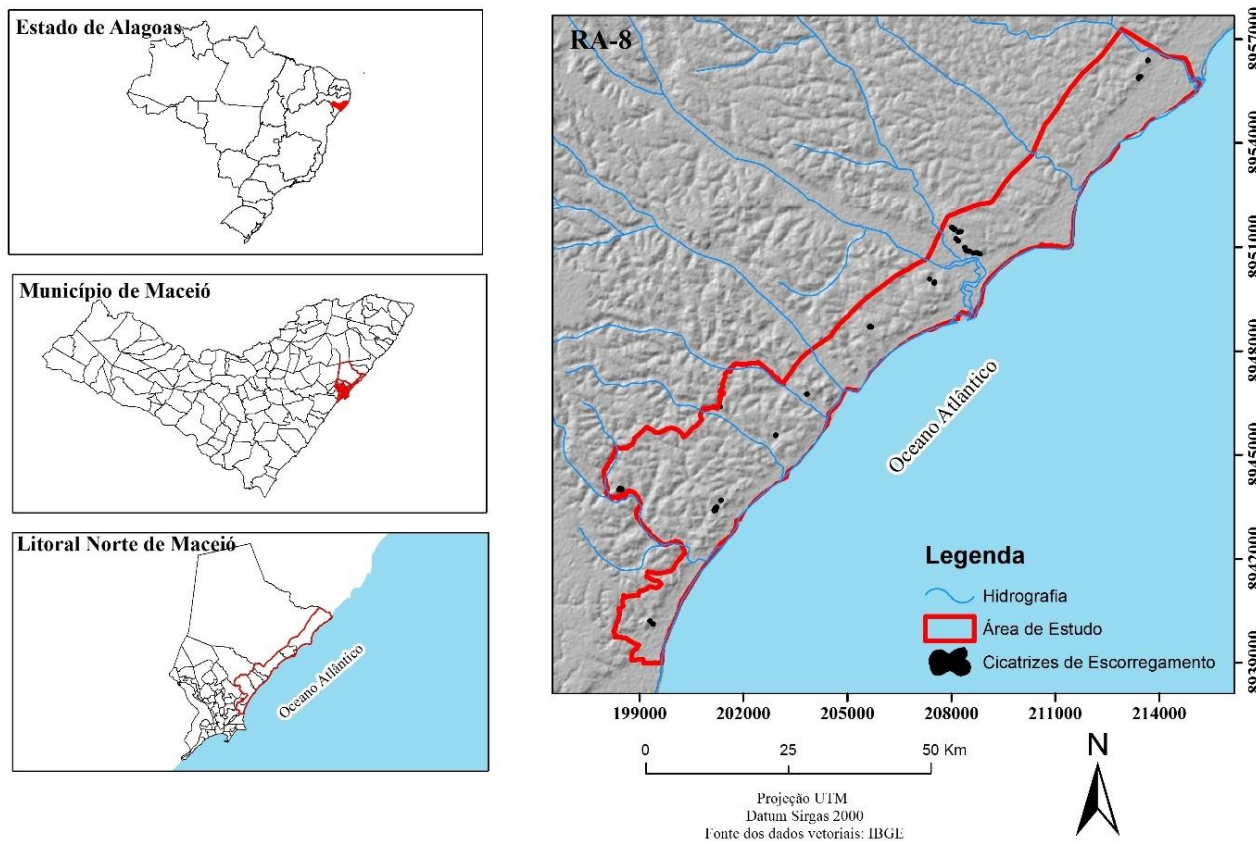 Estado de Alagoas
Município de Maceió
Litoral Norte de Maceió
Oceano Atlântico
RA-8
Oceano Atlântico
Legenda
Hidrografia
Área de Estudo
Cicatrizes de Escorregamento
8957000
8954000
8951000
8948000
8945000
8942000
8939000
199000 202000 205000 208000 211000 214000
0 25 50 Km
N
Projeção UTM
Datum Sirgas 2000
Fonte dos dados vetoriais: IBGE